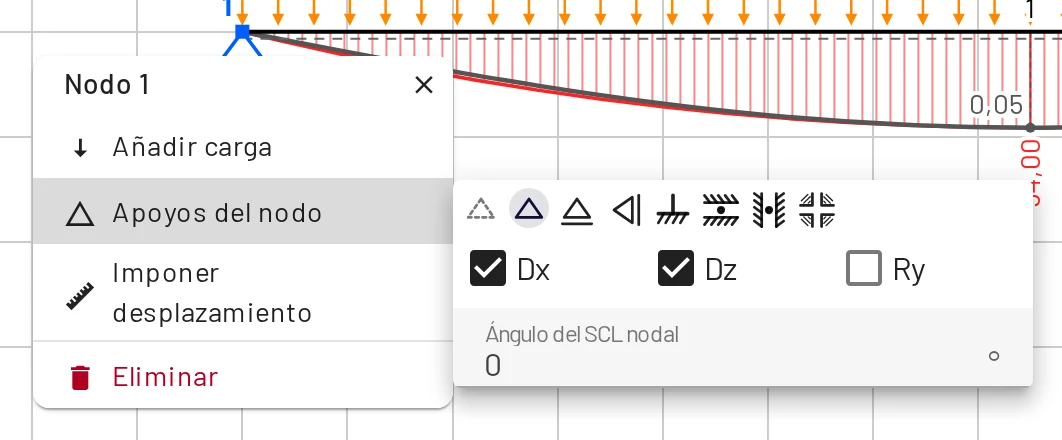 1
1
Nodo 1
0,05
Añadir carga
Apoyos del nodo
Dx
Dz
Ry
Imponer
desplazamiento
Ángulo del SCL nodal
0
°
Eliminar